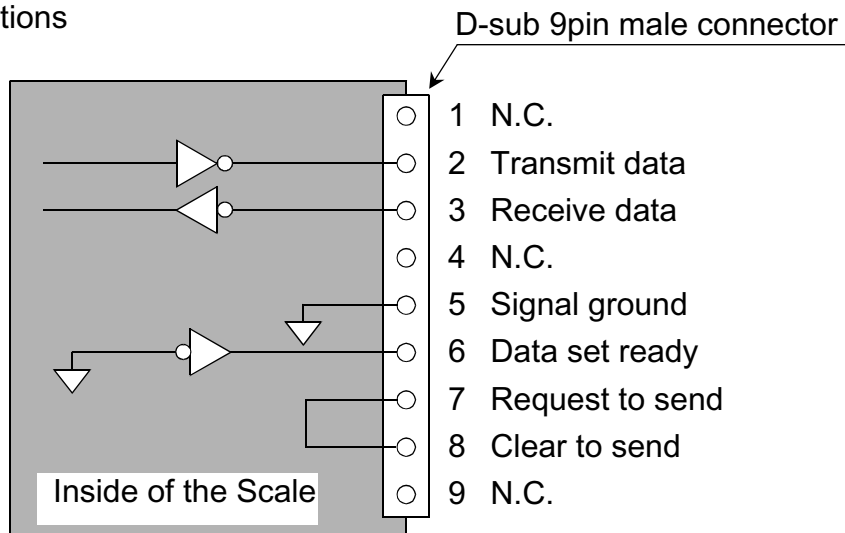 tions
D-sub 9pin male connector
1 N.C.
2 Transmit data
3 Receive data
4 N.C.
5 Signal ground
6 Data set ready
7 Request to send
8 Clear to send
9 N.C.
Inside of the Scale